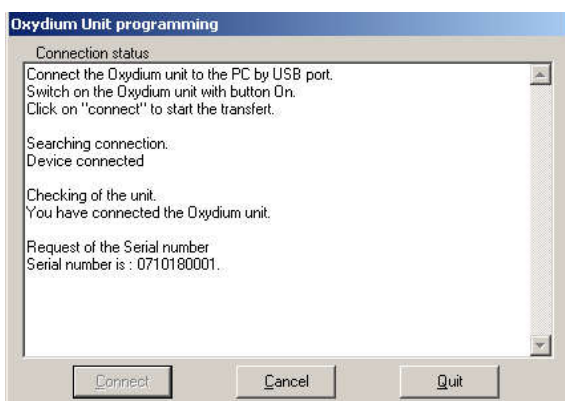 Oxydium Unit programming
Connection status
Connect the Oxydium unit to the PC by USB port.
Switch on the Oxydium unit with button On.
Click on "connect" to start the transfert.
Searching connection.
Device connected
Checking of the unit.
You have connected the Oxydium unit.
Request of the Serial number
Serial number is : 0710180001.
Connect
Cancel
Quit